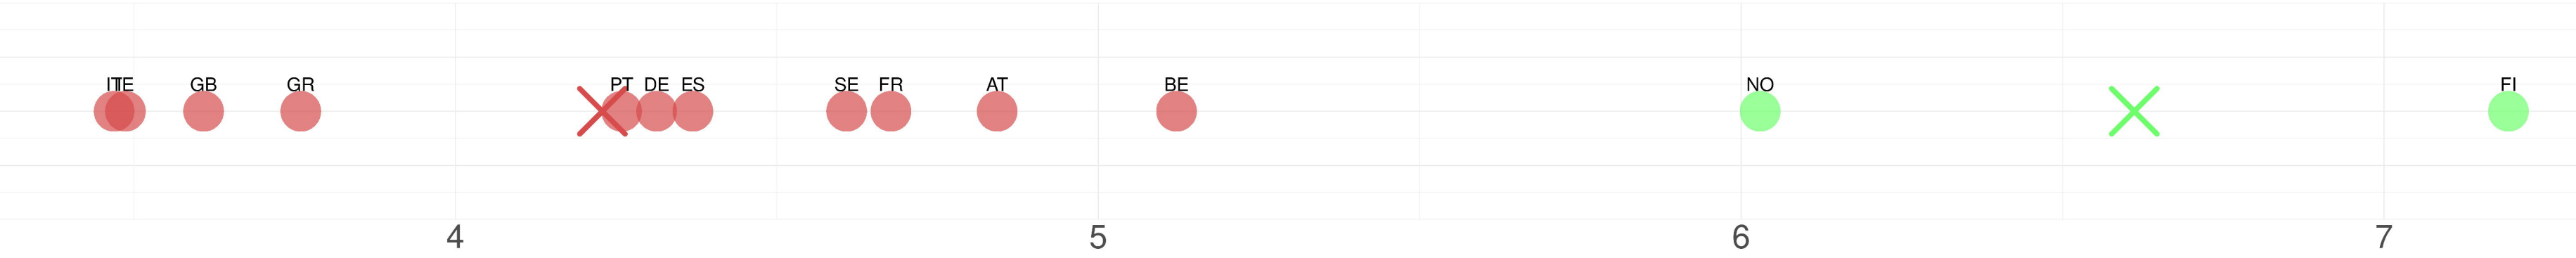 IT IE GB GR PT DE ES SE FR AT BE NO FI
4 5 6 7